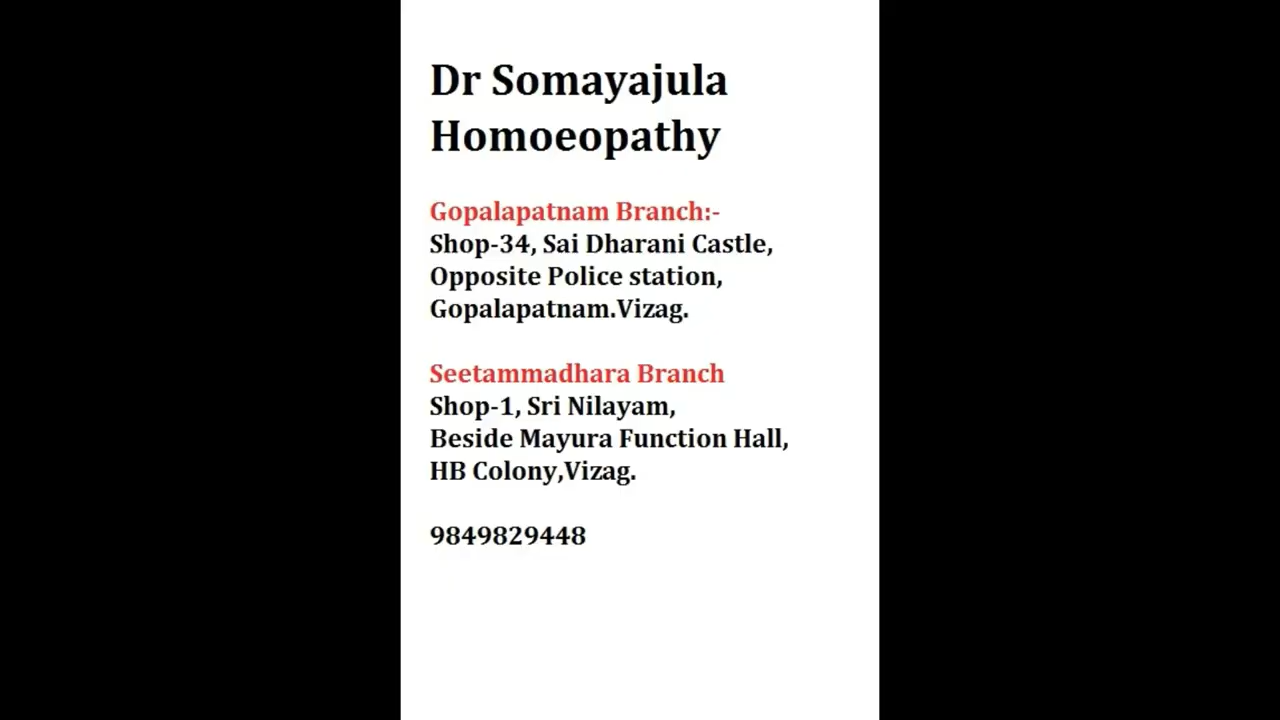 Dr Somayajula
Homoeopathy
Gopalapatnam Branch:-
Shop-34, Sai Dharani Castle,
Opposite Police station,
Gopalapatnam.Vizag.
Seetammadhara Branch
Shop-1, Sri Nilayam,
Beside Mayura Function Hall,
HB Colony,Vizag.
9849829448